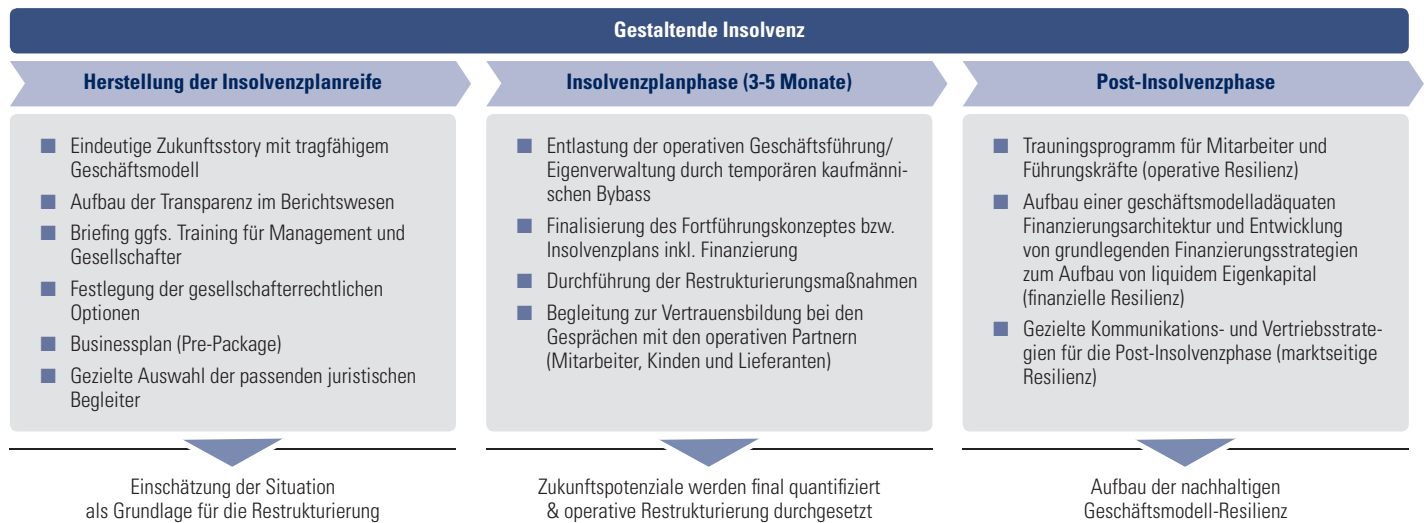 Gestaltende Insolvenz
Herstellung der Insolvenzplanreife
Eindeutige Zukunftsstory mit tragfähigem
Geschäftsmodell
Aufbau der Transparenz im Berichtswesen
Briefing ggfs. Training für Management und
Gesellschafter
Festlegung der gesellschafterrechtlichen
Optionen
Businessplan (Pre-Package)
Gezielte Auswahl der passenden juristischen
Begleiter
Einschätzung der Situation
als Grundlage für die Restrukturierung
Insolvenzplanphase (3-5 Monate)
Entlastung der operativen Geschäftsführung/
Eigenverwaltung durch temporären kaufmänni-
schen Bybass
Finalisierung des Fortführungskonzeptes bzw.
Insolvenzplans inkl. Finanzierung
Durchführung der Restrukturierungsmaßnahmen
Begleitung zur Vertrauensbildung bei den
Gesprächen mit den operativen Partnern
(Mitarbeiter, Kinden und Lieferanten)
Zukunftspotenziale werden final quantifiziert
& operative Restrukturierung durchgesetzt
Post-Insolvenzphase
Trauningsprogramm für Mitarbeiter und
Führungskräfte (operative Resilienz)
Aufbau einer geschäftsmodelladäquaten
Finanzierungsarchitektur und Entwicklung
von grundlegenden Finanzierungsstrategien
zum Aufbau von liquidem Eigenkapital
(finanzielle Resilienz)
Gezielte Kommunikations- und Vertriebsstrate-
gien für die Post-Insolvenzphase (marktseitige
Resilienz)
Aufbau der nachhaltigen
Geschäftsmodell-Resilienz